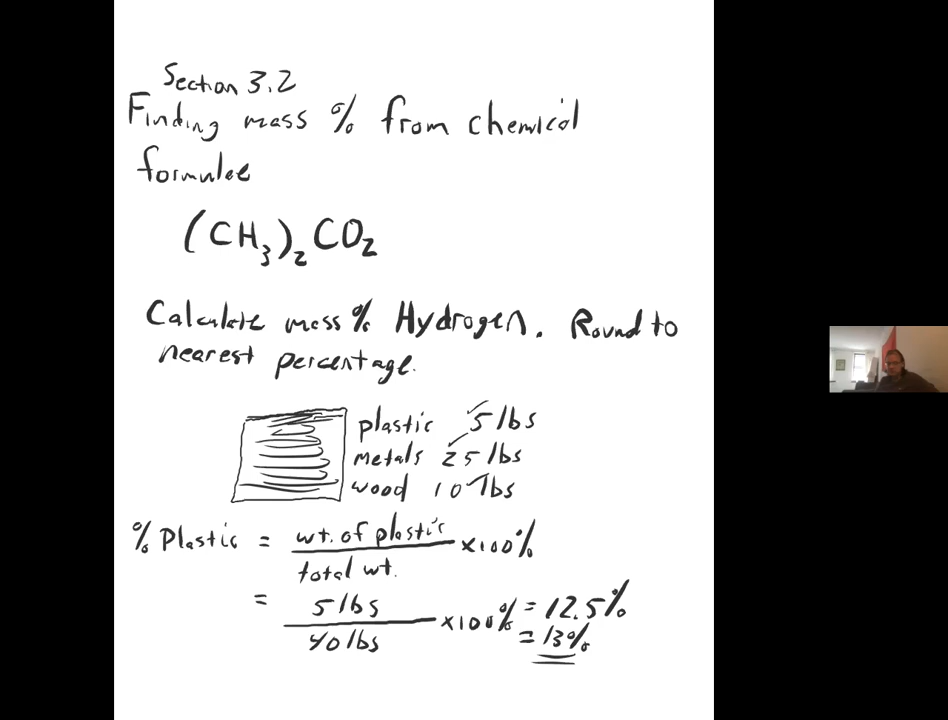 Section 3.2
Finding mass % from chemical
formulae
(CH₃)₂CO₂
Calculate mass % Hydrogen. Round to
nearest percentage.
plastic 5 lbs
metals 25 lbs
wood 10 lbs
% Plastic = wt. of plastic / total wt. × 100%
= 5 lbs / 40 lbs × 100% = 12.5%
= 13%